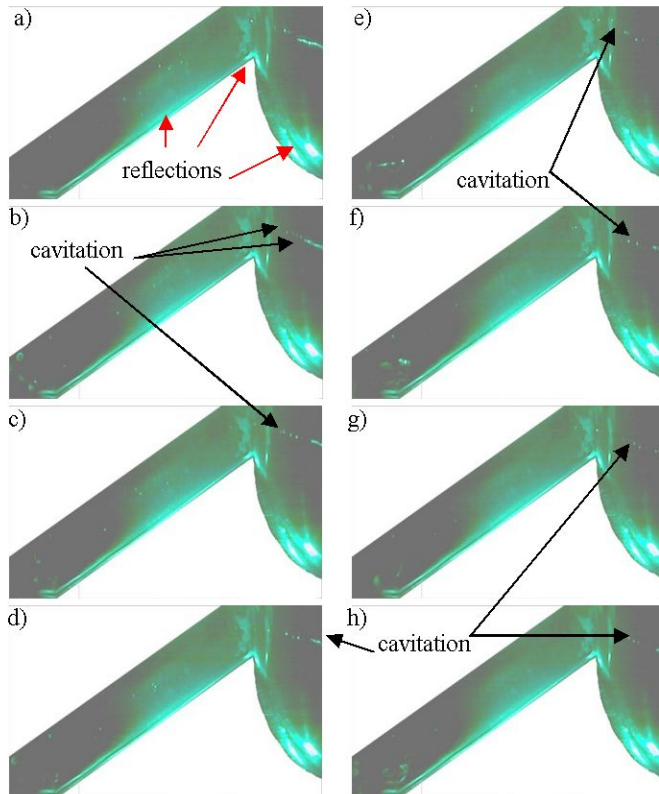 a)
reflections
b)
cavitation
c)
d)
e)
cavitation
f)
g)
cavitation
h)